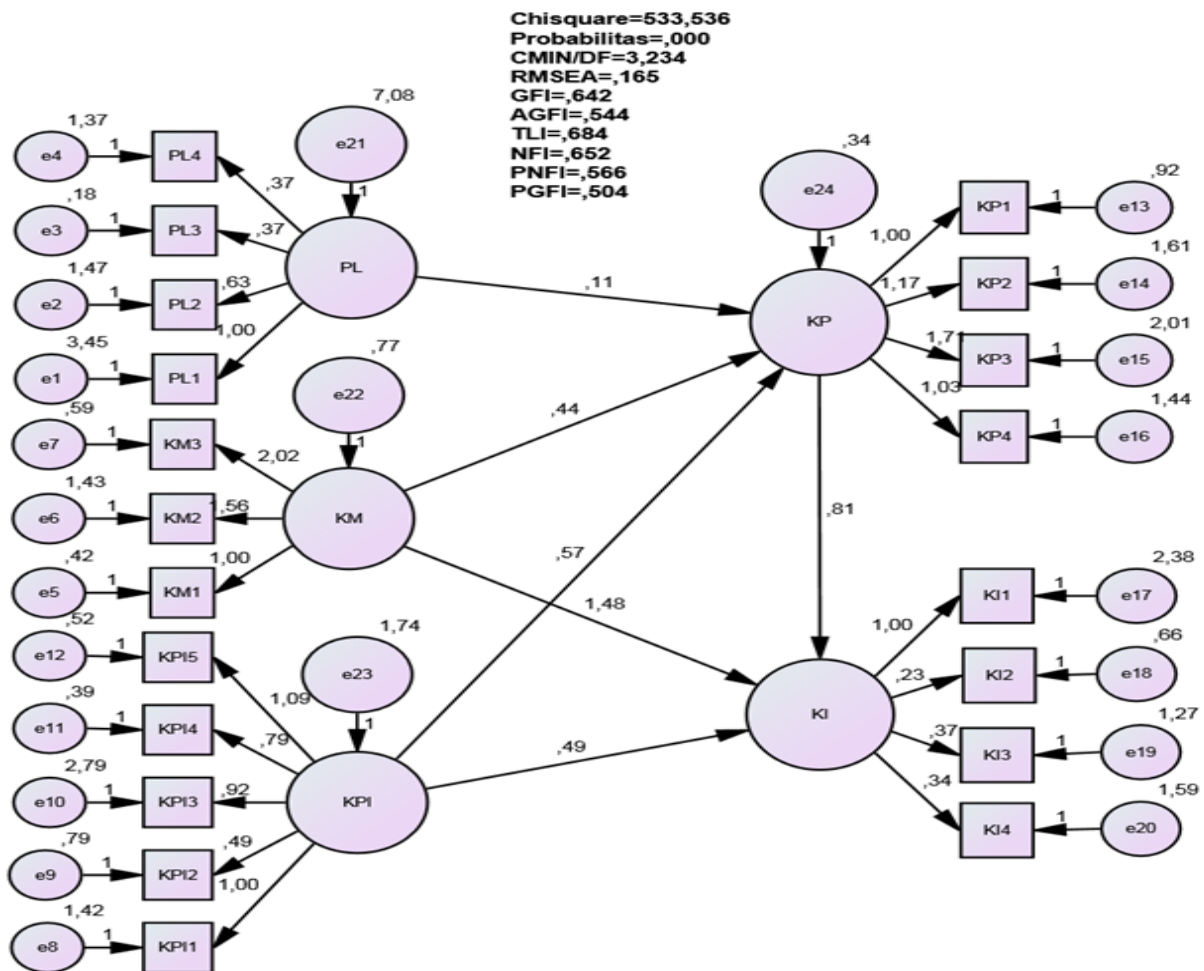 Chisquare=533,536
Probabilitas=,000
CMIN/DF=3,234
RMSEA=,165
GFI=,642
AGFI=,544
TLI=,684
NFI=,652
PNFI=,566
PGFI=,504
7,08
e21
1
1,37
e4
1
PL4
,37
,18
e3
1
PL3
,37
1,47
e2
1
PL2
,63
3,45
e1
1
PL1
1,00
PL
,11
,77
e22
1
,59
e7
1
KM3
2,02
1,43
e6
1
KM2
1,56
,42
e5
1
KM1
1,00
KM
,44
1,48
1,74
e23
1
,52
e12
1
KPI5
1,09
,39
e11
1
KPI4
,79
2,79
e10
1
KPI3
,92
,79
e9
1
KPI2
,49
1,42
e8
1
KPI1
1,00
KPI
,57
,49
,34
e24
1
KP
,81
1,00
KP1
1
e13
,92
1,17
KP2
1
e14
1,61
1,71
KP3
1
e15
2,01
1,03
KP4
1
e16
1,44
KI
1,00
KI1
1
e17
2,38
,23
KI2
1
e18
,66
,37
KI3
1
e19
1,27
,34
KI4
1
e20
1,59